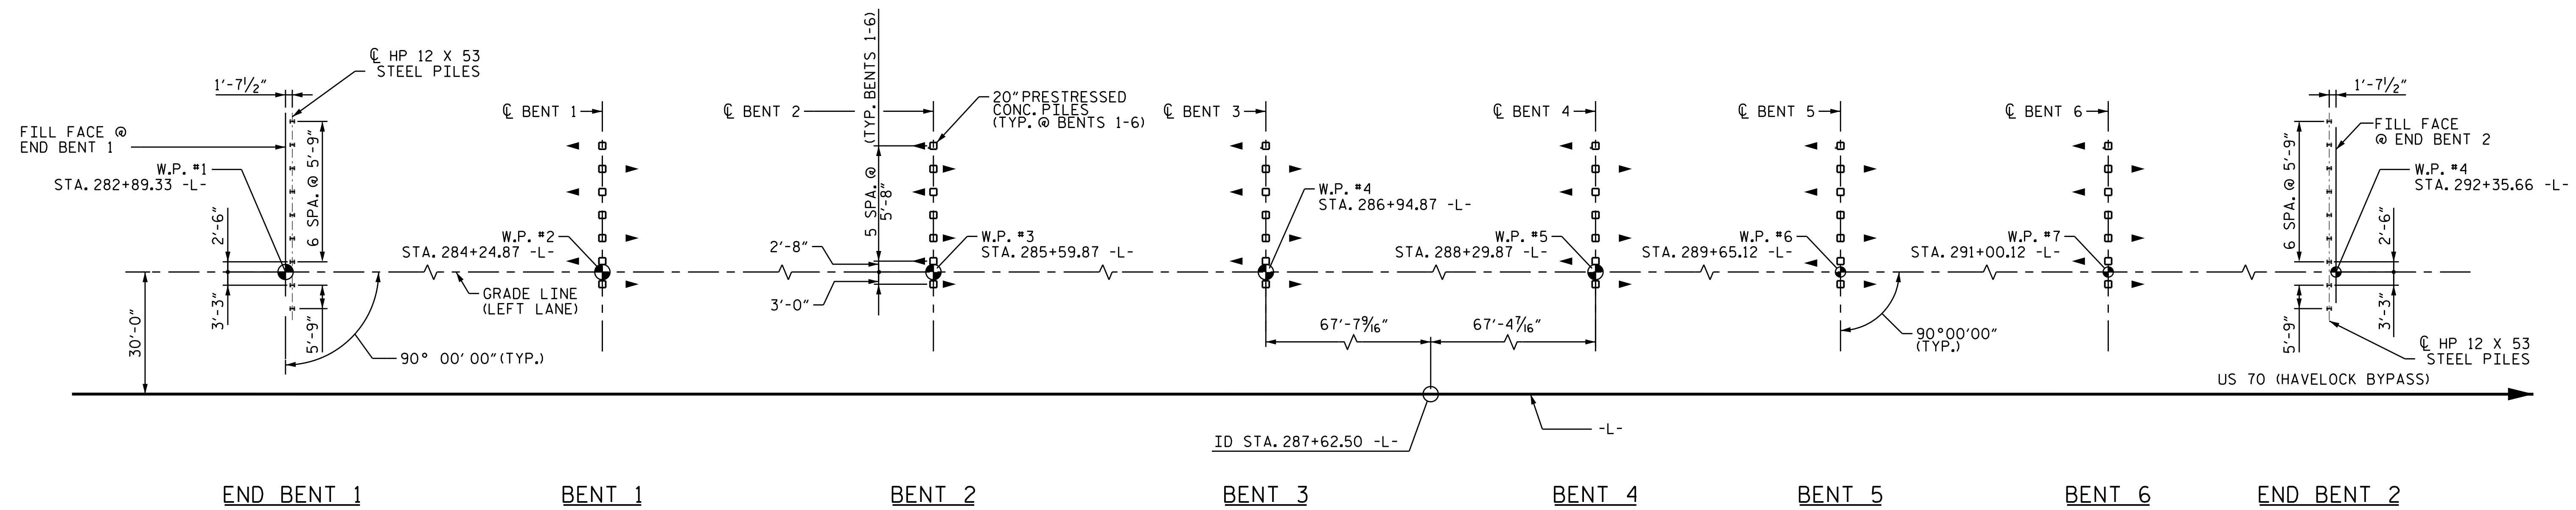 ℄ HP 12 X 53
STEEL PILES
1'-7½"
FILL FACE @
END BENT 1
W.P. #1
STA. 282+89.33 -L-
6 SPA. @ 5'-9"
2'-6"
3'-3"
5'-9"
30'-0"
90° 00' 00" (TYP.)
℄ BENT 1
W.P. #2
STA. 284+24.87 -L-
GRADE LINE
(LEFT LANE)
℄ BENT 2
5 SPA. @ (TYP. BENTS 1-6)
5'-8"
20" PRESTRESSED
CONC. PILES
(TYP. @ BENTS 1-6)
2'-8"
3'-0"
W.P. #3
STA. 285+59.87 -L-
℄ BENT 3
W.P. #4
STA. 286+94.87 -L-
67'-7 9/16"
67'-4 7/16"
℄ BENT 4
W.P. #5
STA. 288+29.87 -L-
℄ BENT 5
W.P. #6
STA. 289+65.12 -L-
90°00'00"
(TYP.)
℄ BENT 6
W.P. #7
STA. 291+00.12 -L-
1'-7½"
FILL FACE
@ END BENT 2
W.P. #4
STA. 292+35.66 -L-
6 SPA. @ 5'-9"
2'-6"
3'-3"
5'-9"
℄ HP 12 X 53
STEEL PILES
US 70 (HAVELOCK BYPASS)
ID STA. 287+62.50 -L-
-L-
END BENT 1
BENT 1
BENT 2
BENT 3
BENT 4
BENT 5
BENT 6
END BENT 2